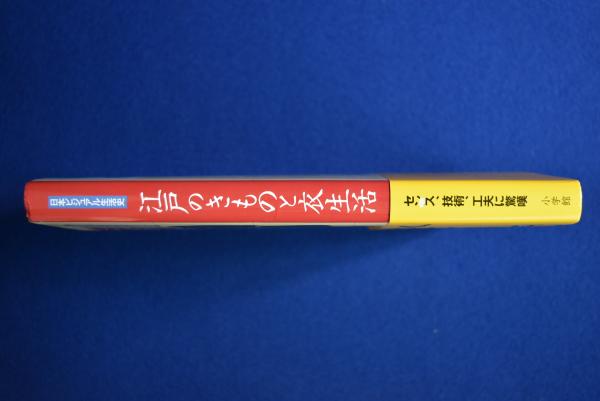 日本ビジュアル生活史
江戸のきものと衣生活
センス、技術、工夫に驚嘆
小学館